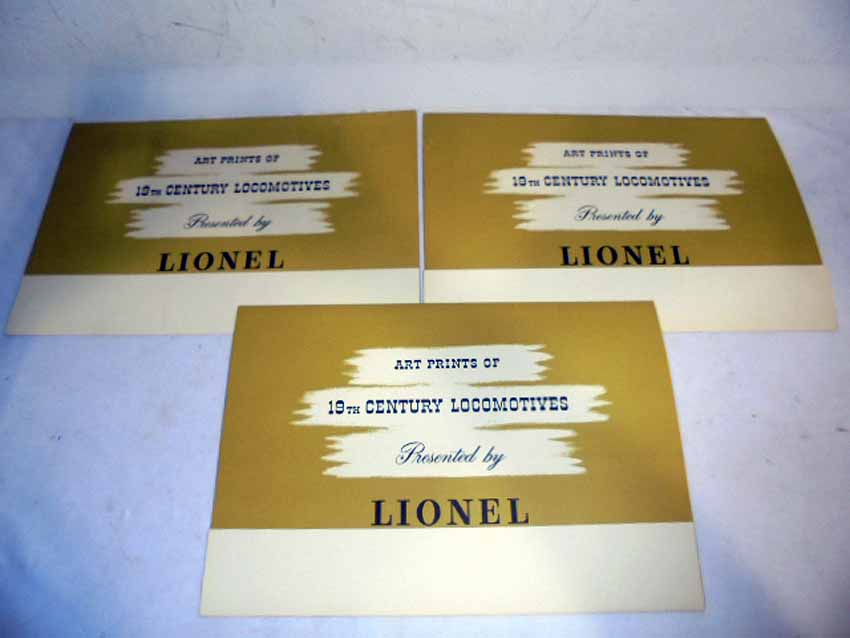 ART PRINTS OF
19TH CENTURY LOCOMOTIVES
Presented by
LIONEL
ART PRINTS OF
19TH CENTURY LOCOMOTIVES
Presented by
LIONEL
ART PRINTS OF
19TH CENTURY LOCOMOTIVES
Presented by
LIONEL